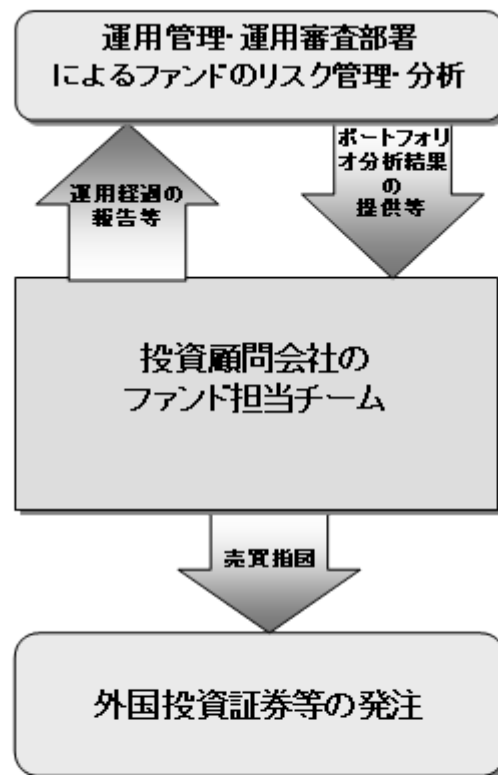 運用管理・運用審査部署
によるファンドのリスク管理・分析
運用経過の
報告等
ポートフォリ
オ分析結果
の
提供等
投資顧問会社の
ファンド担当チーム
売買指図
外国投資証券等の発注